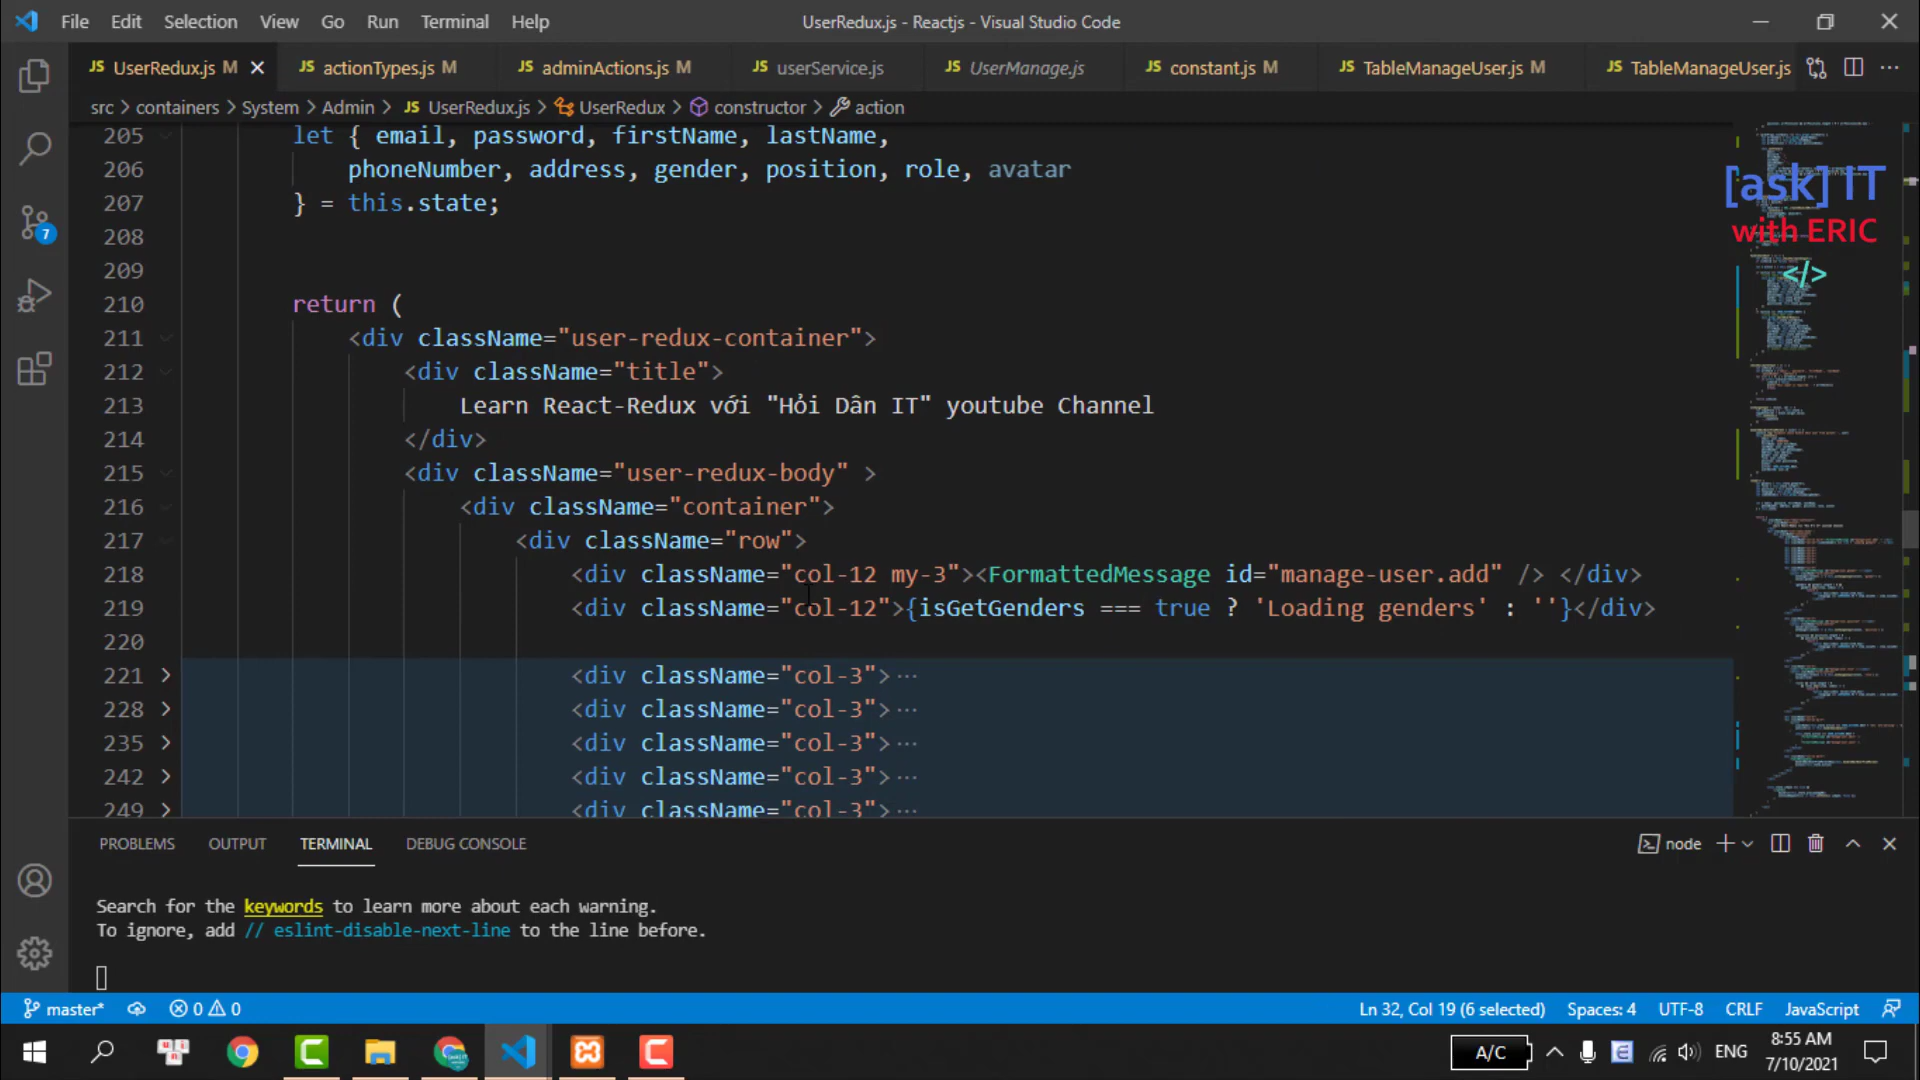 File Edit Selection View Go Run Terminal Help
UserRedux.js - Reactjs - Visual Studio Code
JS UserRedux.js M
JS actionTypes.js M
JS adminActions.js M
JS userService.js
JS UserManage.js
JS constant.js M
JS TableManageUser.js M
JS TableManageUser.js
src > containers > System > Admin > JS UserRedux.js > UserRedux > constructor > action
205 let { email, password, firstName, lastName,
206 phoneNumber, address, gender, position, role, avatar
207 } = this.state;
208
209
210 return (
211 <div className="user-redux-container">
212 <div className="title">
213 Learn React-Redux với "Hỏi Dân IT" youtube Channel
214 </div>
215 <div className="user-redux-body" >
216 <div className="container">
217 <div className="row">
218 <div className="col-12 my-3"><FormattedMessage id="manage-user.add" /> </div>
219 <div className="col-12">{isGetGenders === true ? 'Loading genders' : ''}</div>
220
221 > <div className="col-3"> ...
228 > <div className="col-3"> ...
235 > <div className="col-3"> ...
242 > <div className="col-3"> ...
249 > <div className="col-3"> ...
[ask] IT
with ERIC
</>
7
PROBLEMS OUTPUT TERMINAL DEBUG CONSOLE
node
Search for the keywords to learn more about each warning.
To ignore, add // eslint-disable-next-line to the line before.
master* 0 0
Ln 32, Col 19 (6 selected) Spaces: 4 UTF-8 CRLF JavaScript
A/C
ENG
8:55 AM
7/10/2021